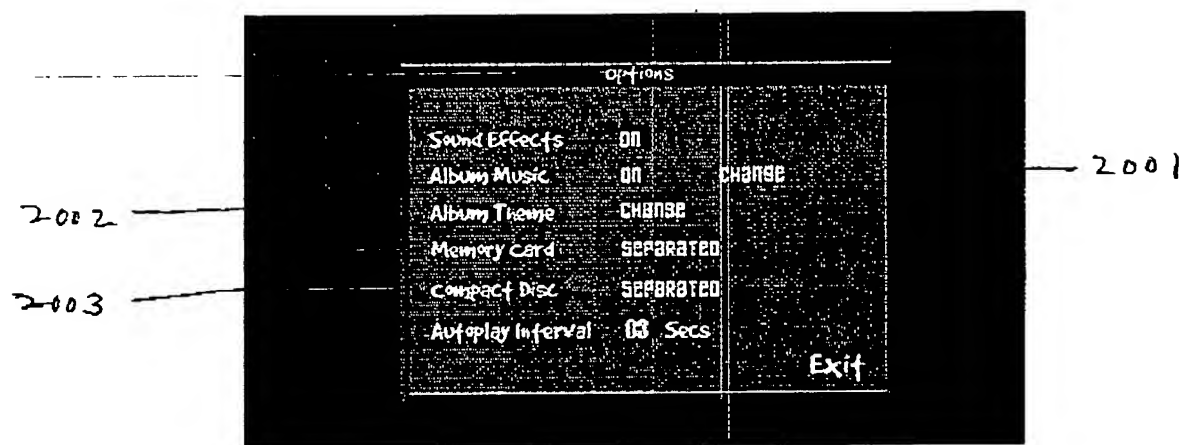 Options
Sound Effects ON
Album Music ON CHANGE
2001
2002
Album Theme CHANGE
Memory Card SEPARATED
2003
Compact Disc SEPARATED
Autoplay Interval 03 Secs
Exit